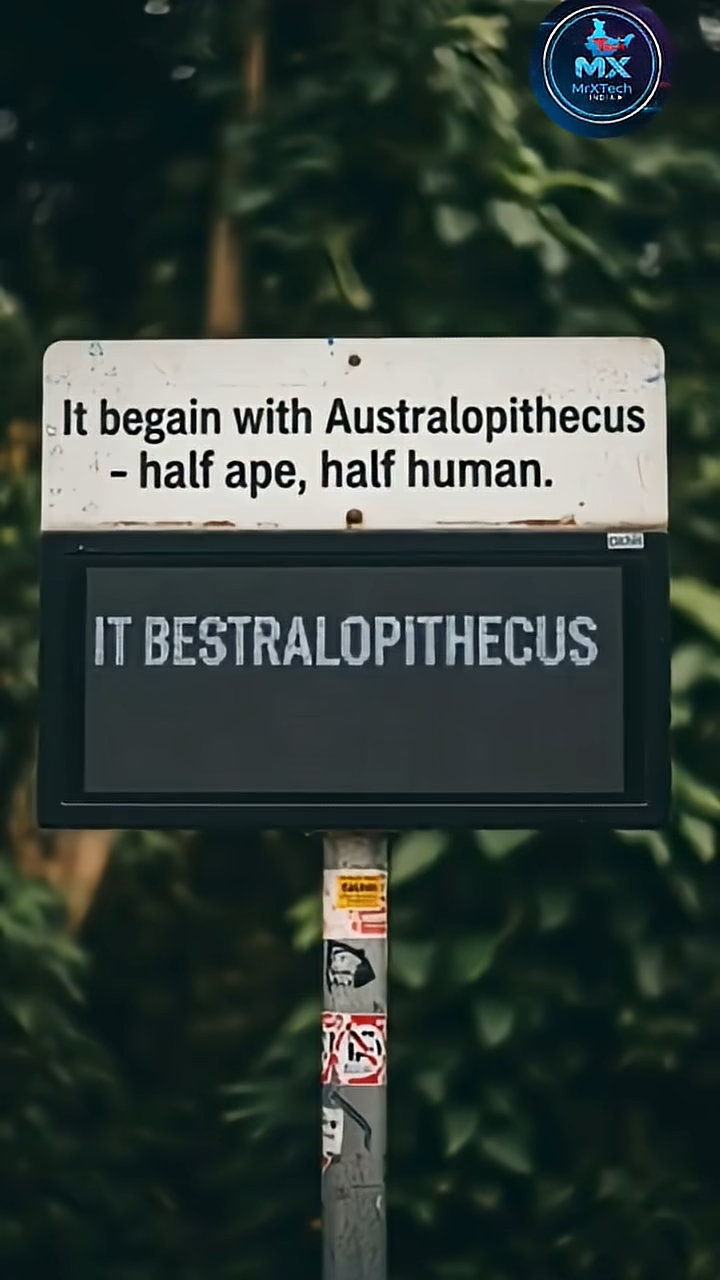 MX
MrXTech
INDIA
It begain with Australopithecus
- half ape, half human.
IT BESTRALOPITHECUS